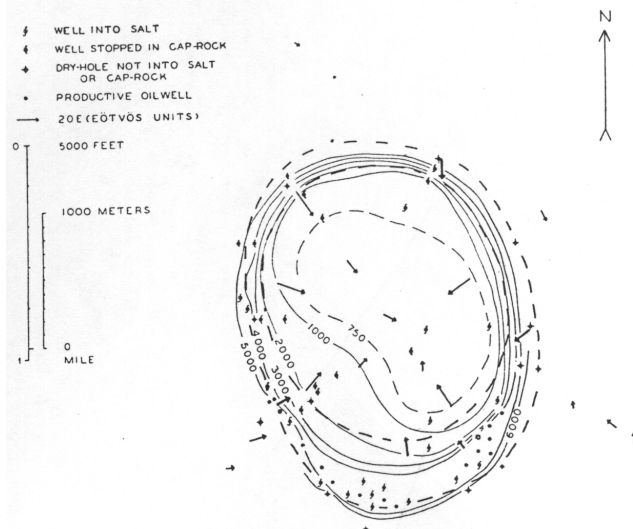 WELL INTO SALT
WELL STOPPED IN CAP-ROCK
DRY-HOLE NOT INTO SALT
OR CAP-ROCK
PRODUCTIVE OILWELL
20E (EÖTVÖS UNITS)
N
0
5000 FEET
1000 METERS
0
1
MILE
750
1000
2000
3000
4000
5000
6000